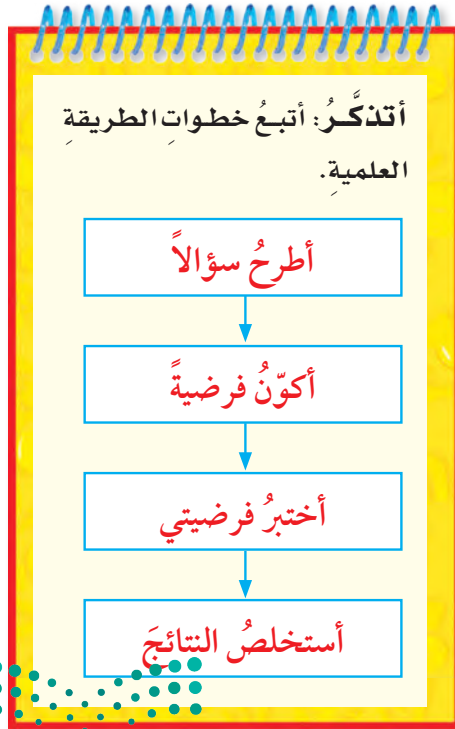 أتذكَّرُ: أتبعُ خطواتِ الطريقةِ
العلميةِ.
أطرحُ سؤالاً
أكوّنُ فرضيةً
أختبرُ فرضيتي
أستخلصُ النتائجَ